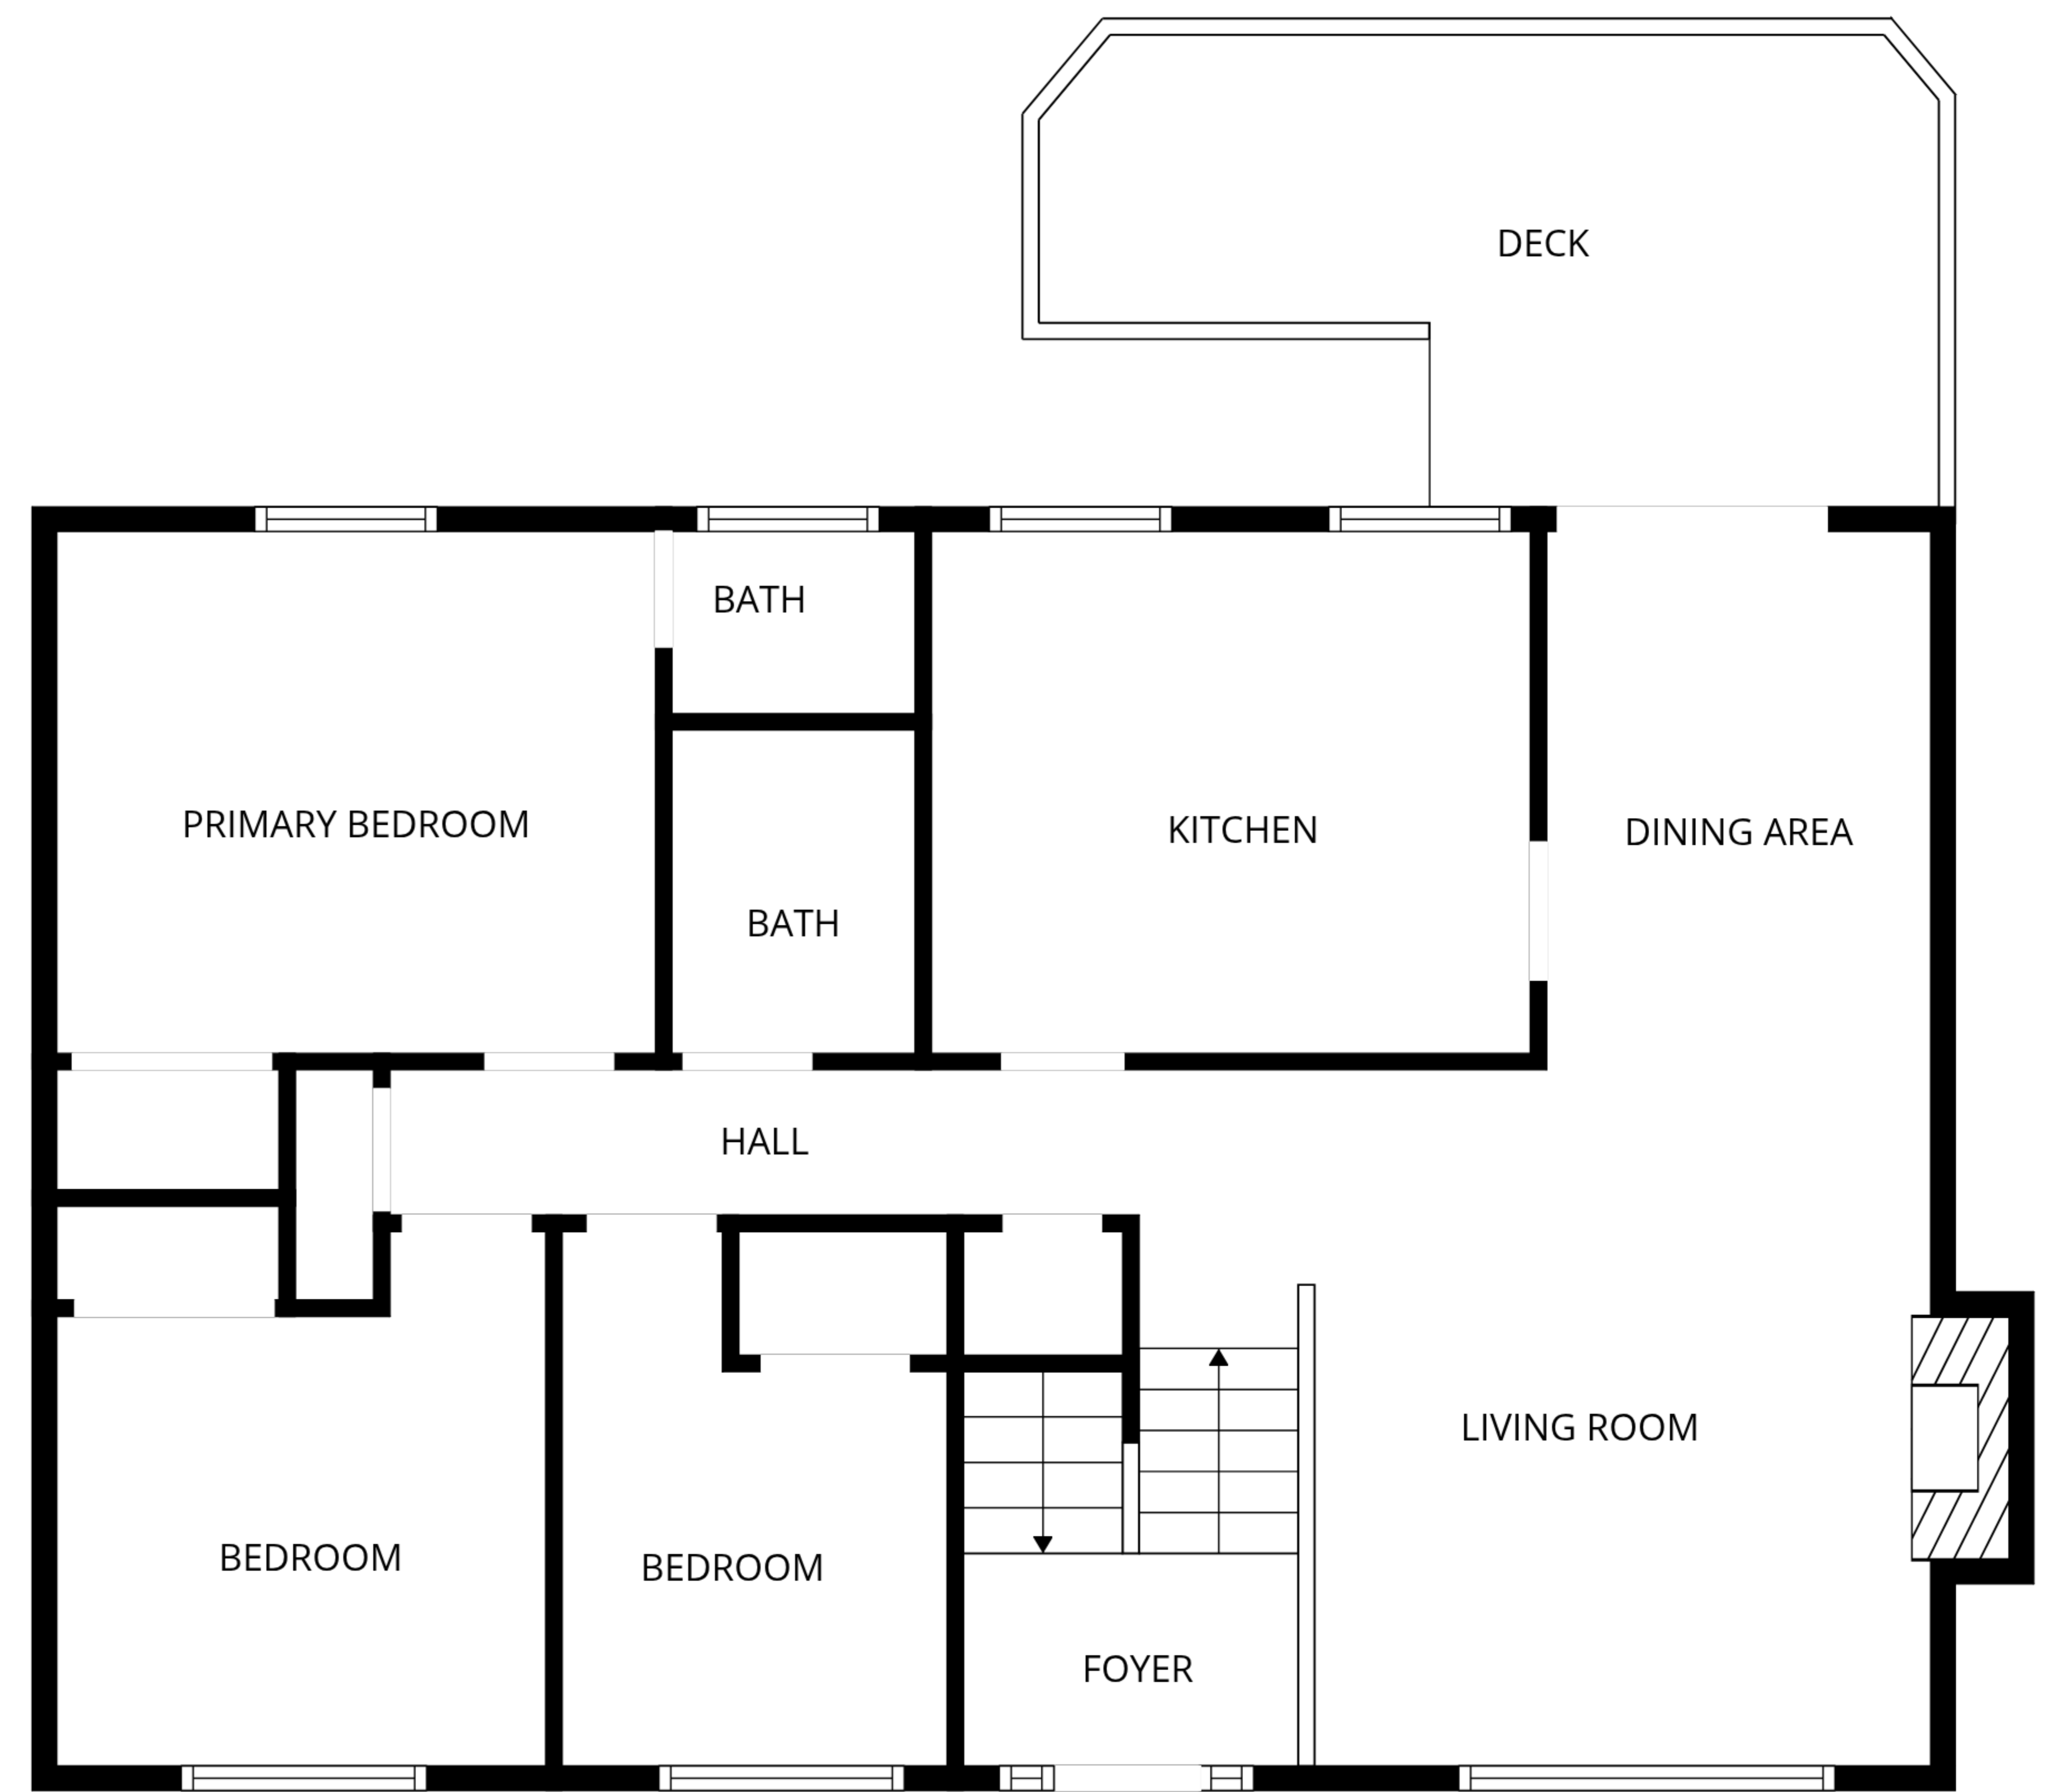 DECK
BATH
PRIMARY BEDROOM
KITCHEN
DINING AREA
BATH
HALL
LIVING ROOM
BEDROOM
BEDROOM
FOYER